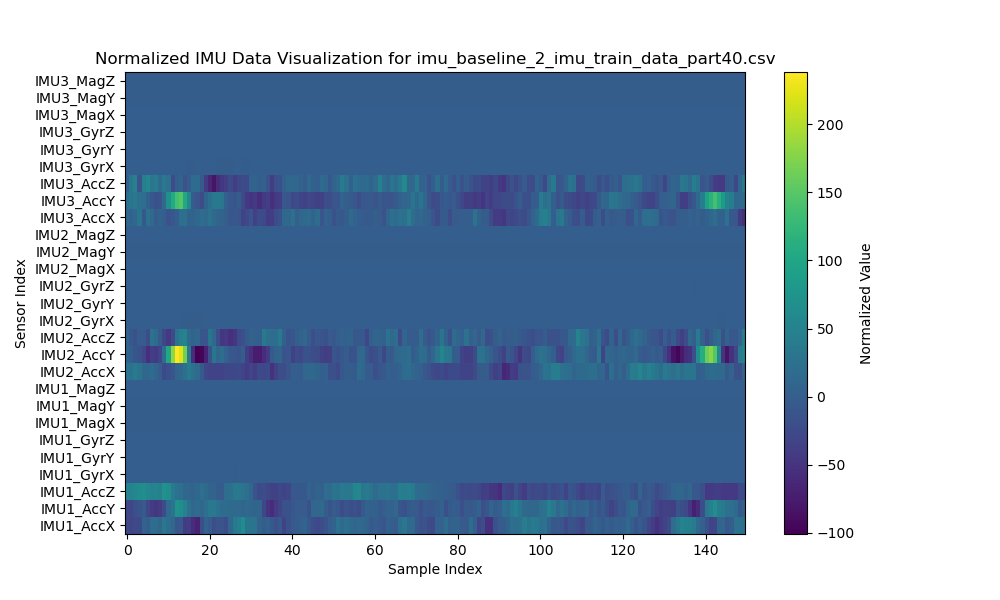 Normalized IMU Data Visualization for imu_baseline_2_imu_train_data_part40.csv
IMU3_MagZ
IMU3_MagY
IMU3_MagX
IMU3_GyrZ
IMU3_GyrY
IMU3_GyrX
IMU3_AccZ
IMU3_AccY
IMU3_AccX
IMU2_MagZ
IMU2_MagY
IMU2_MagX
IMU2_GyrZ
IMU2_GyrY
IMU2_GyrX
IMU2_AccZ
IMU2_AccY
IMU2_AccX
IMU1_MagZ
IMU1_MagY
IMU1_MagX
IMU1_GyrZ
IMU1_GyrY
IMU1_GyrX
IMU1_AccZ
IMU1_AccY
IMU1_AccX
Sensor Index
0 20 40 60 80 100 120 140
Sample Index
200
150
100
50
0
−50
−100
Normalized Value